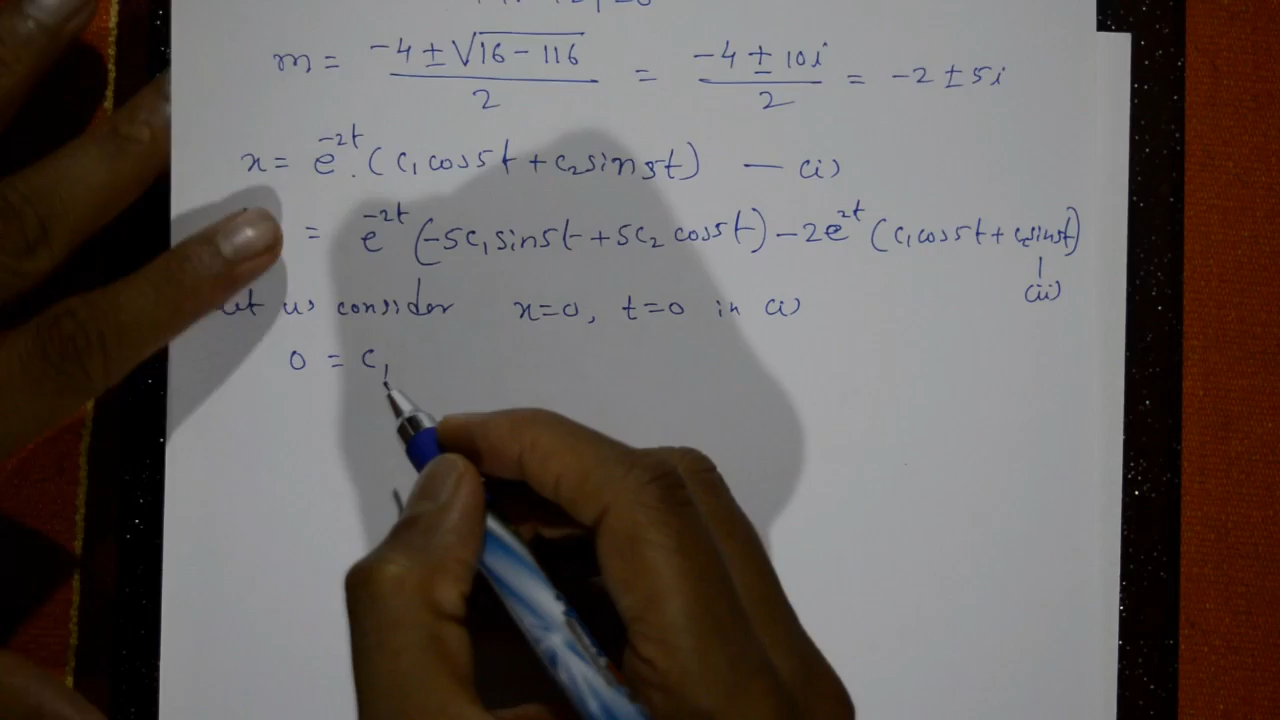 m = (-4 ± √(16 - 116))/2 = (-4 ± 10i)/2 = -2 ± 5i
x = e^{-2t}.(c₁cos5t + c₂sin5t) — (i)
= e^{-2t}(-5c₁sin5t + 5c₂cos5t) - 2e^{2t}(c₁cos5t + c₂sin5t)
(ii)
us consider x=0, t=0 in (i)
0 = c₁